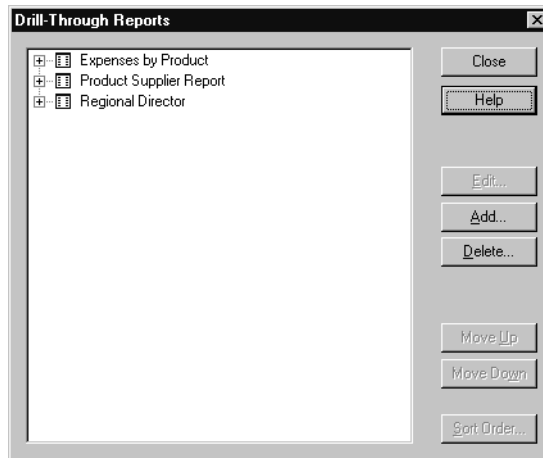 Drill-Through Reports
Expenses by Product
Product Supplier Report
Regional Director
Close
Help
Edit...
Add...
Delete...
Move Up
Move Down
Sort Order...